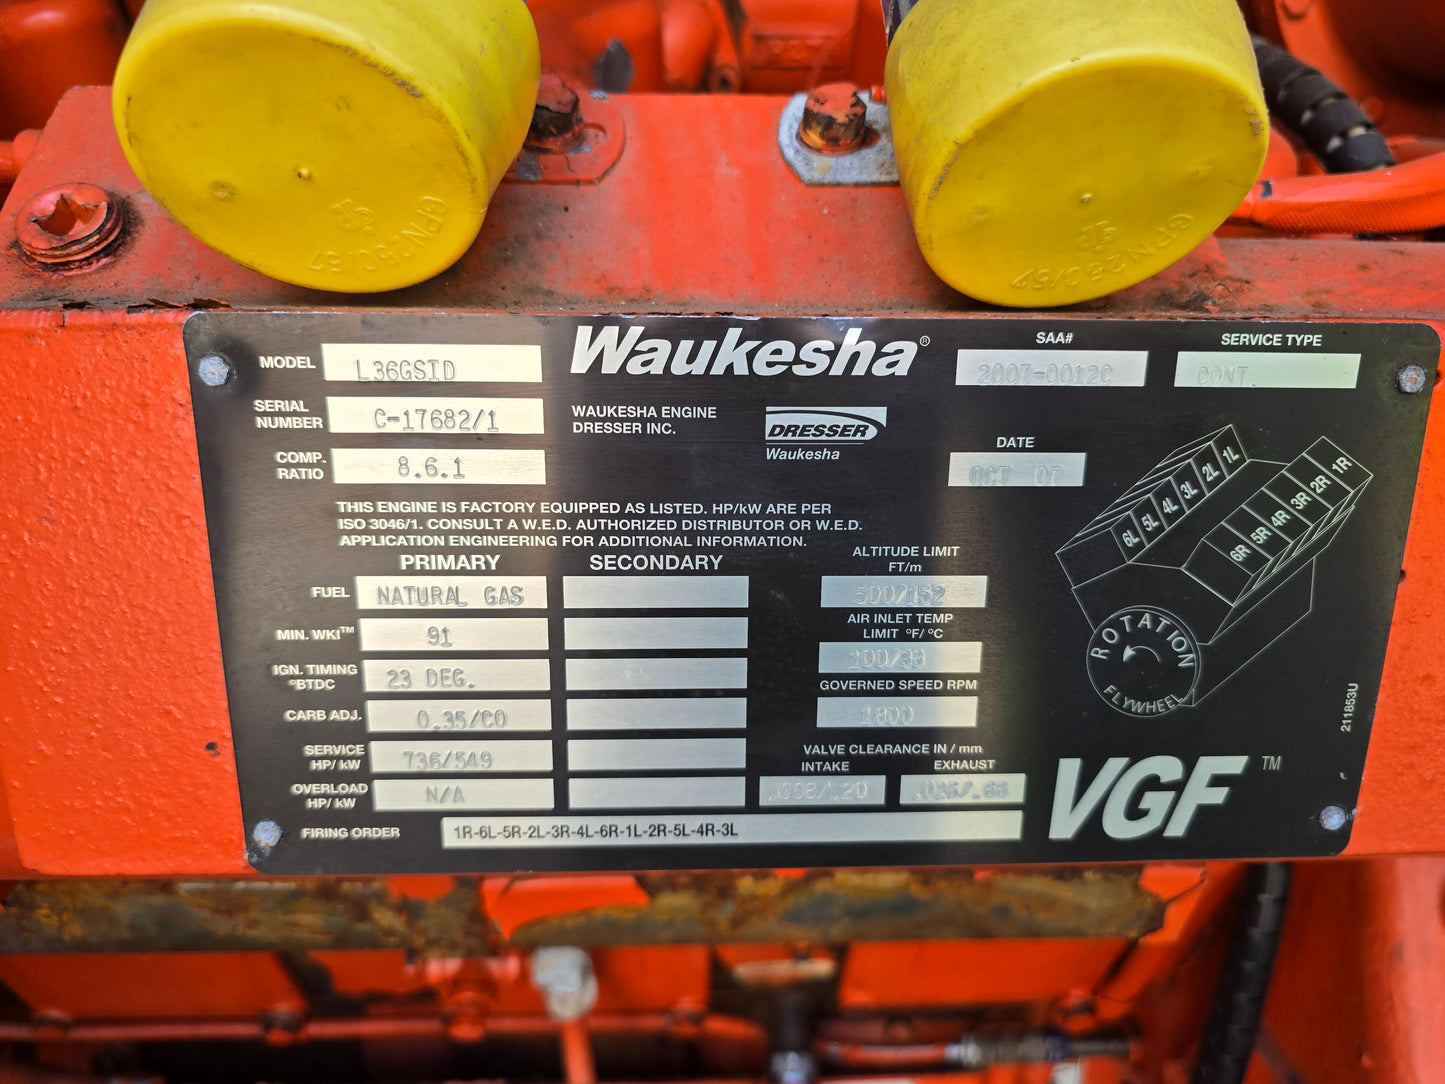 GPN 250/57
GPN 250/57
Waukesha®
MODEL L36GSID
SERIAL NUMBER C-17682/1
COMP. RATIO 8.6.1
WAUKESHA ENGINE
DRESSER INC.
DRESSER
Waukesha
SAA#
2007-0012C
SERVICE TYPE
CONT.
DATE
OCT 07
THIS ENGINE IS FACTORY EQUIPPED AS LISTED. HP/kW ARE PER
ISO 3046/1. CONSULT A W.E.D. AUTHORIZED DISTRIBUTOR OR W.E.D.
APPLICATION ENGINEERING FOR ADDITIONAL INFORMATION.
PRIMARY SECONDARY
FUEL NATURAL GAS
MIN. WKI™ 91
IGN. TIMING °BTDC 23 DEG.
CARB ADJ. 0.35/CO
SERVICE HP/kW 736/549
OVERLOAD HP/kW N/A
FIRING ORDER 1R-6L-5R-2L-3R-4L-6R-1L-2R-5L-4R-3L
ALTITUDE LIMIT
FT/m
500/152
AIR INLET TEMP
LIMIT °F/°C
100/38
GOVERNED SPEED RPM
1800
VALVE CLEARANCE IN / mm
INTAKE EXHAUST
.008/.20 .026/.66
6L 5L 4L 3L 2L 1L
6R 5R 4R 3R 2R 1R
ROTATION
FLYWHEEL
211853U
VGF™